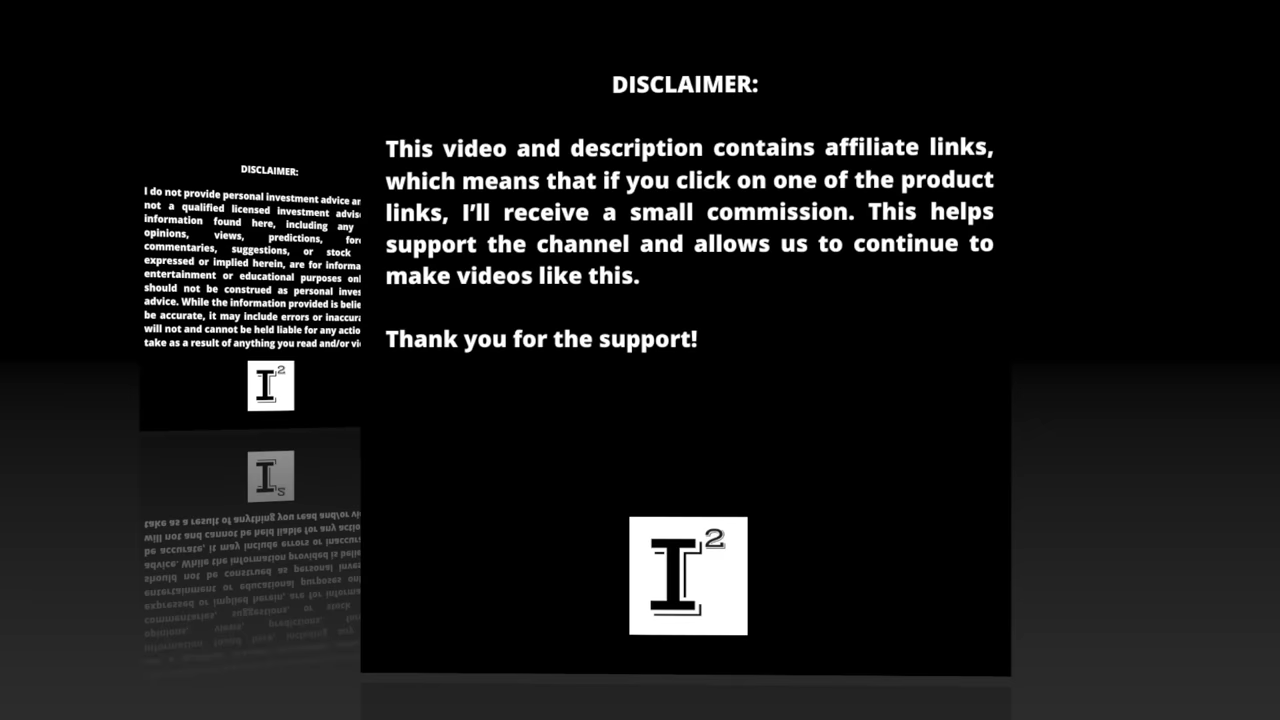 DISCLAIMER:
I do not provide personal investment advice
not a qualified licensed investment
information found here, including any
opinions, views, predictions,
commentaries, suggestions, or stock
expressed or implied herein, are for
entertainment or educational purposes
should not be construed as personal
advice. While the information provided is
be accurate, it may include errors or
will not and cannot be held liable for any
take as a result of anything you read and/or
I2
DISCLAIMER:
This video and description contains affiliate links,
which means that if you click on one of the product
links, I’ll receive a small commission. This helps
support the channel and allows us to continue to
make videos like this.
Thank you for the support!
I2